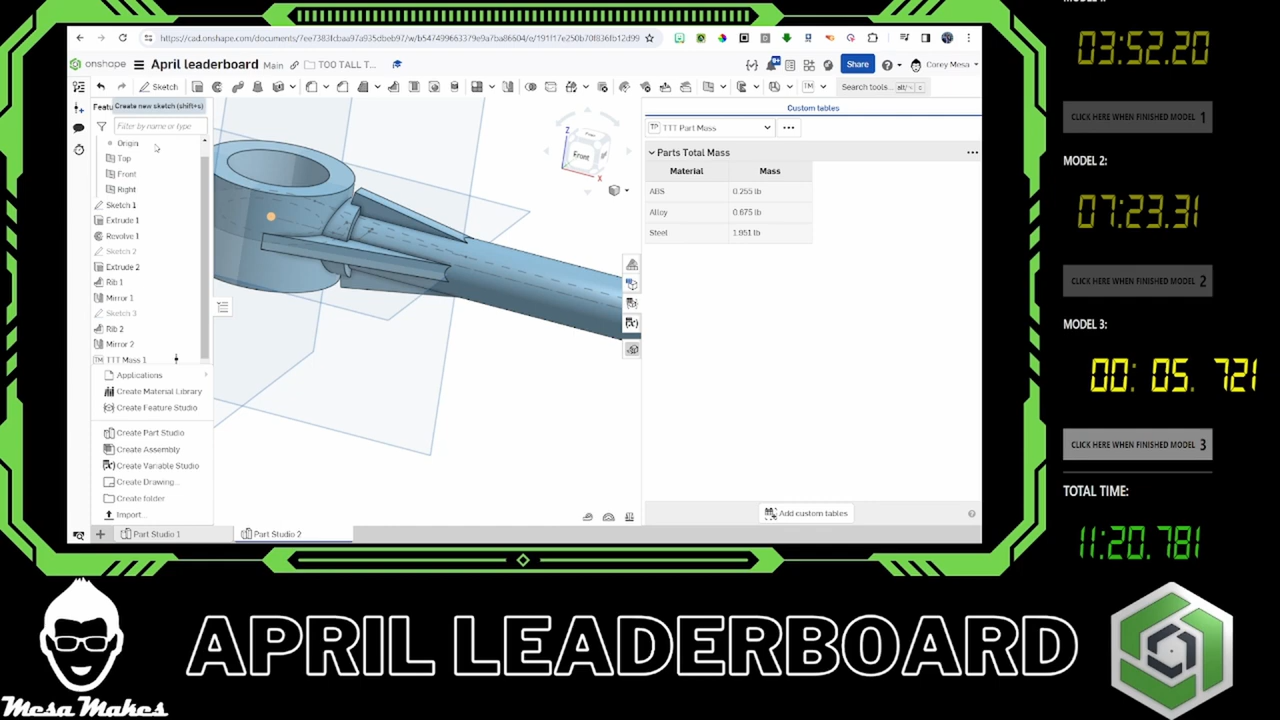 https://cad.onshape.com/documents/7ee7383fcbaa97a935dbeb97/w/b547499663379e9a7ba86604/e/191f17e250b70f836fb12d99
onshape
April leaderboard
Main
TOO TALL T...
Share
Corey Mesa
Sketch
Search tools...
alt/
c
Featu
Create new sketch (shift+s)
Filter by name or type
Origin
Top
Front
Right
Sketch 1
Extrude 1
Revolve 1
Sketch 2
Extrude 2
Rib 1
Mirror 1
Sketch 3
Rib 2
Mirror 2
TTT Mass 1
Applications
Create Material Library
Create Feature Studio
Create Part Studio
Create Assembly
Create Variable Studio
Create Drawing...
Create folder
Import...
Part Studio 1
Part Studio 2
Z
Front
X
Custom tables
TTT Part Mass
Parts Total Mass
Material Mass
ABS 0.255 lb
Alloy 0.675 lb
Steel 1.951 lb
Add custom tables
03:52.20
CLICK HERE WHEN FINISHED MODEL 1
MODEL 2:
07:23.31
CLICK HERE WHEN FINISHED MODEL 2
MODEL 3:
00: 05. 721
CLICK HERE WHEN FINISHED MODEL 3
TOTAL TIME:
11:20.781
Mesa Makes
APRIL LEADERBOARD